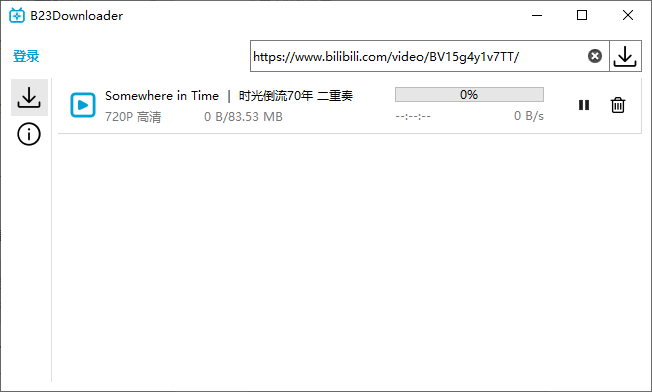 B23Downloader
登录
https://www.bilibili.com/video/BV15g4y1v7TT/
Somewhere in Time ｜ 时光倒流70年 二重奏
0%
720P 高清
0 B/83.53 MB
--:--:--
0 B/s